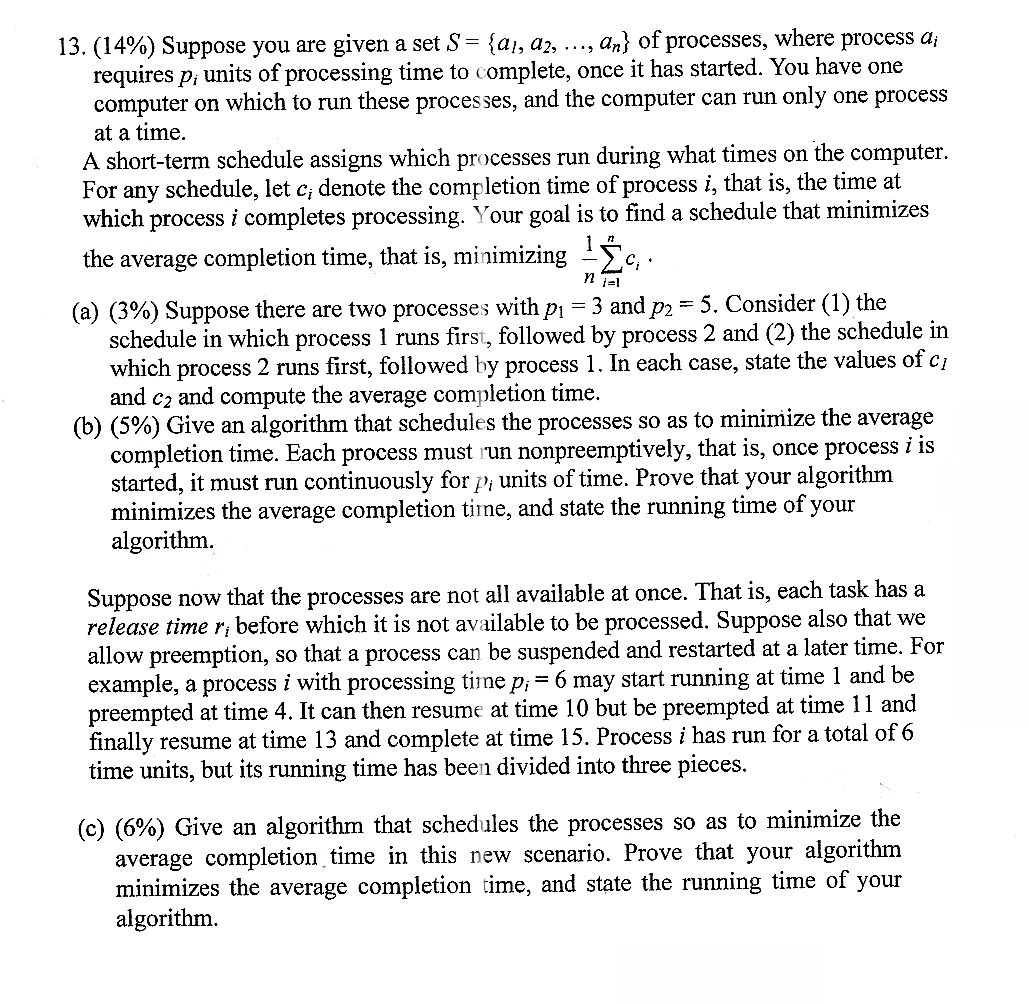 13. (14%) Suppose you are given a set S = {a1, a2, ..., an} of processes, where process ai
requires pi units of processing time to complete, once it has started. You have one
computer on which to run these processes, and the computer can run only one process
at a time.
A short-term schedule assigns which processes run during what times on the computer.
For any schedule, let ci denote the completion time of process i, that is, the time at
which process i completes processing. Your goal is to find a schedule that minimizes
the average completion time, that is, minimizing 1/n ∑_{i=1}^{n} ci .
(a) (3%) Suppose there are two processes with p1 = 3 and p2 = 5. Consider (1) the
schedule in which process 1 runs first, followed by process 2 and (2) the schedule in
which process 2 runs first, followed by process 1. In each case, state the values of c1
and c2 and compute the average completion time.
(b) (5%) Give an algorithm that schedules the processes so as to minimize the average
completion time. Each process must run nonpreemptively, that is, once process i is
started, it must run continuously for pi units of time. Prove that your algorithm
minimizes the average completion time, and state the running time of your
algorithm.
Suppose now that the processes are not all available at once. That is, each task has a
release time ri before which it is not available to be processed. Suppose also that we
allow preemption, so that a process can be suspended and restarted at a later time. For
example, a process i with processing time pi = 6 may start running at time 1 and be
preempted at time 4. It can then resume at time 10 but be preempted at time 11 and
finally resume at time 13 and complete at time 15. Process i has run for a total of 6
time units, but its running time has been divided into three pieces.
(c) (6%) Give an algorithm that schedules the processes so as to minimize the
average completion time in this new scenario. Prove that your algorithm
minimizes the average completion time, and state the running time of your
algorithm.